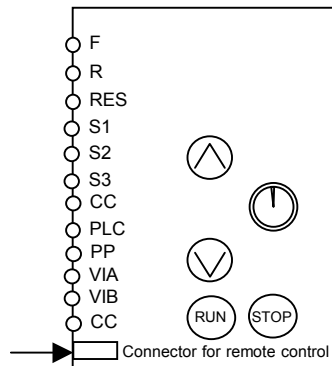 F
R
RES
S1
S2
S3
CC
PLC
PP
VIA
VIB
CC
RUN
STOP
Connector for remote control